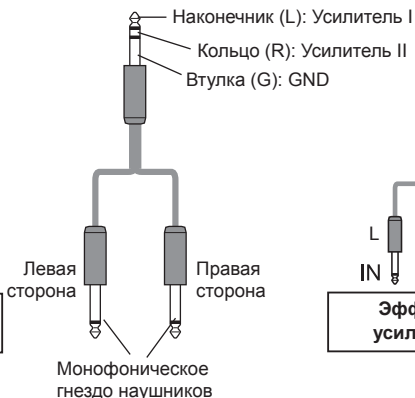 Наконечник (L): Усилитель I
Кольцо (R): Усилитель II
Втулка (G): GND
Левая
сторона
Правая
сторона
Монофоническое
гнездо наушников
L
IN